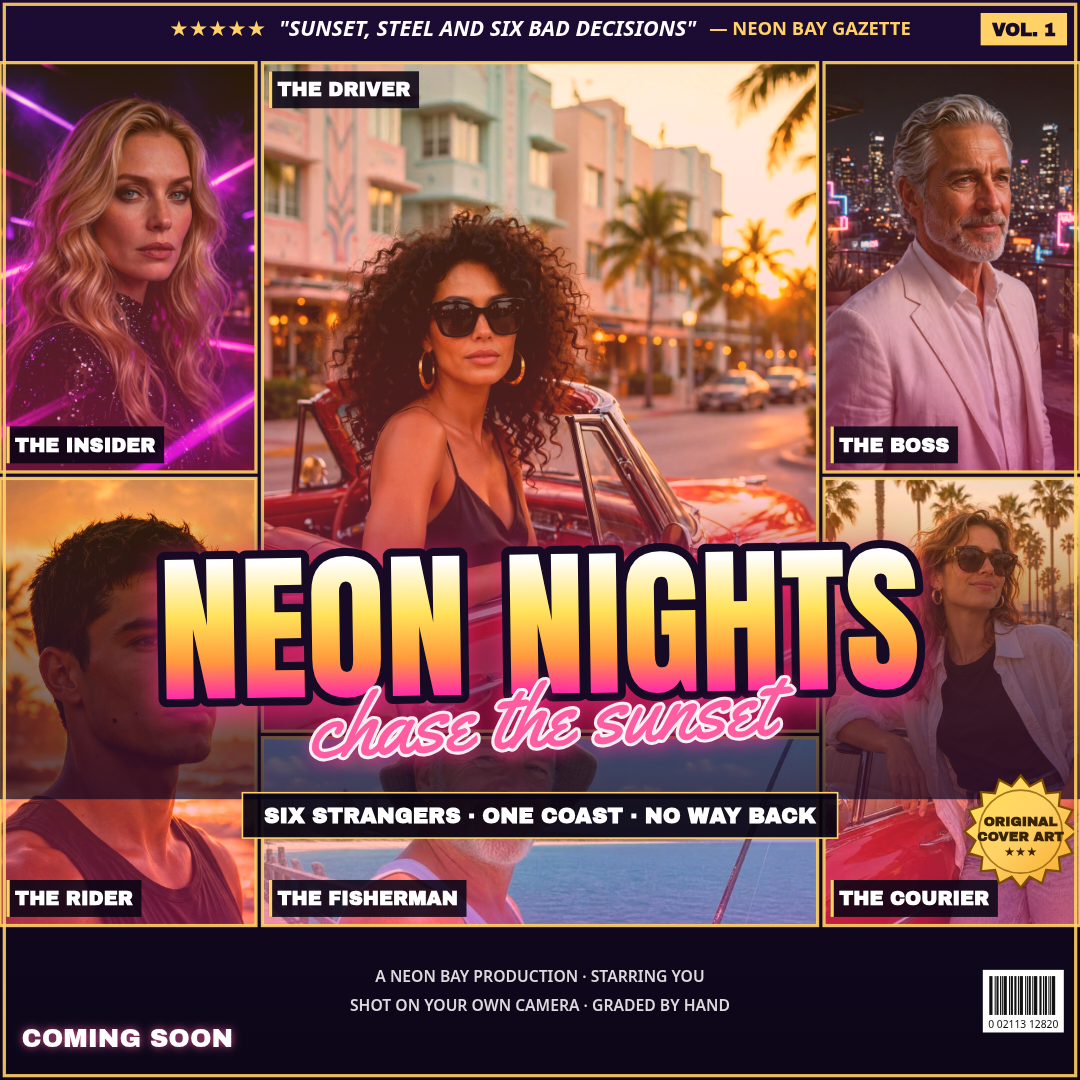 ★★★★★ "SUNSET, STEEL AND SIX BAD DECISIONS" — NEON BAY GAZETTE
VOL. 1
THE DRIVER
THE INSIDER
THE BOSS
NEON NIGHTS
chase the sunset
SIX STRANGERS · ONE COAST · NO WAY BACK
ORIGINAL
COVER ART
★★★
THE RIDER
THE FISHERMAN
THE COURIER
A NEON BAY PRODUCTION · STARRING YOU
SHOT ON YOUR OWN CAMERA · GRADED BY HAND
COMING SOON
0 02113 12820